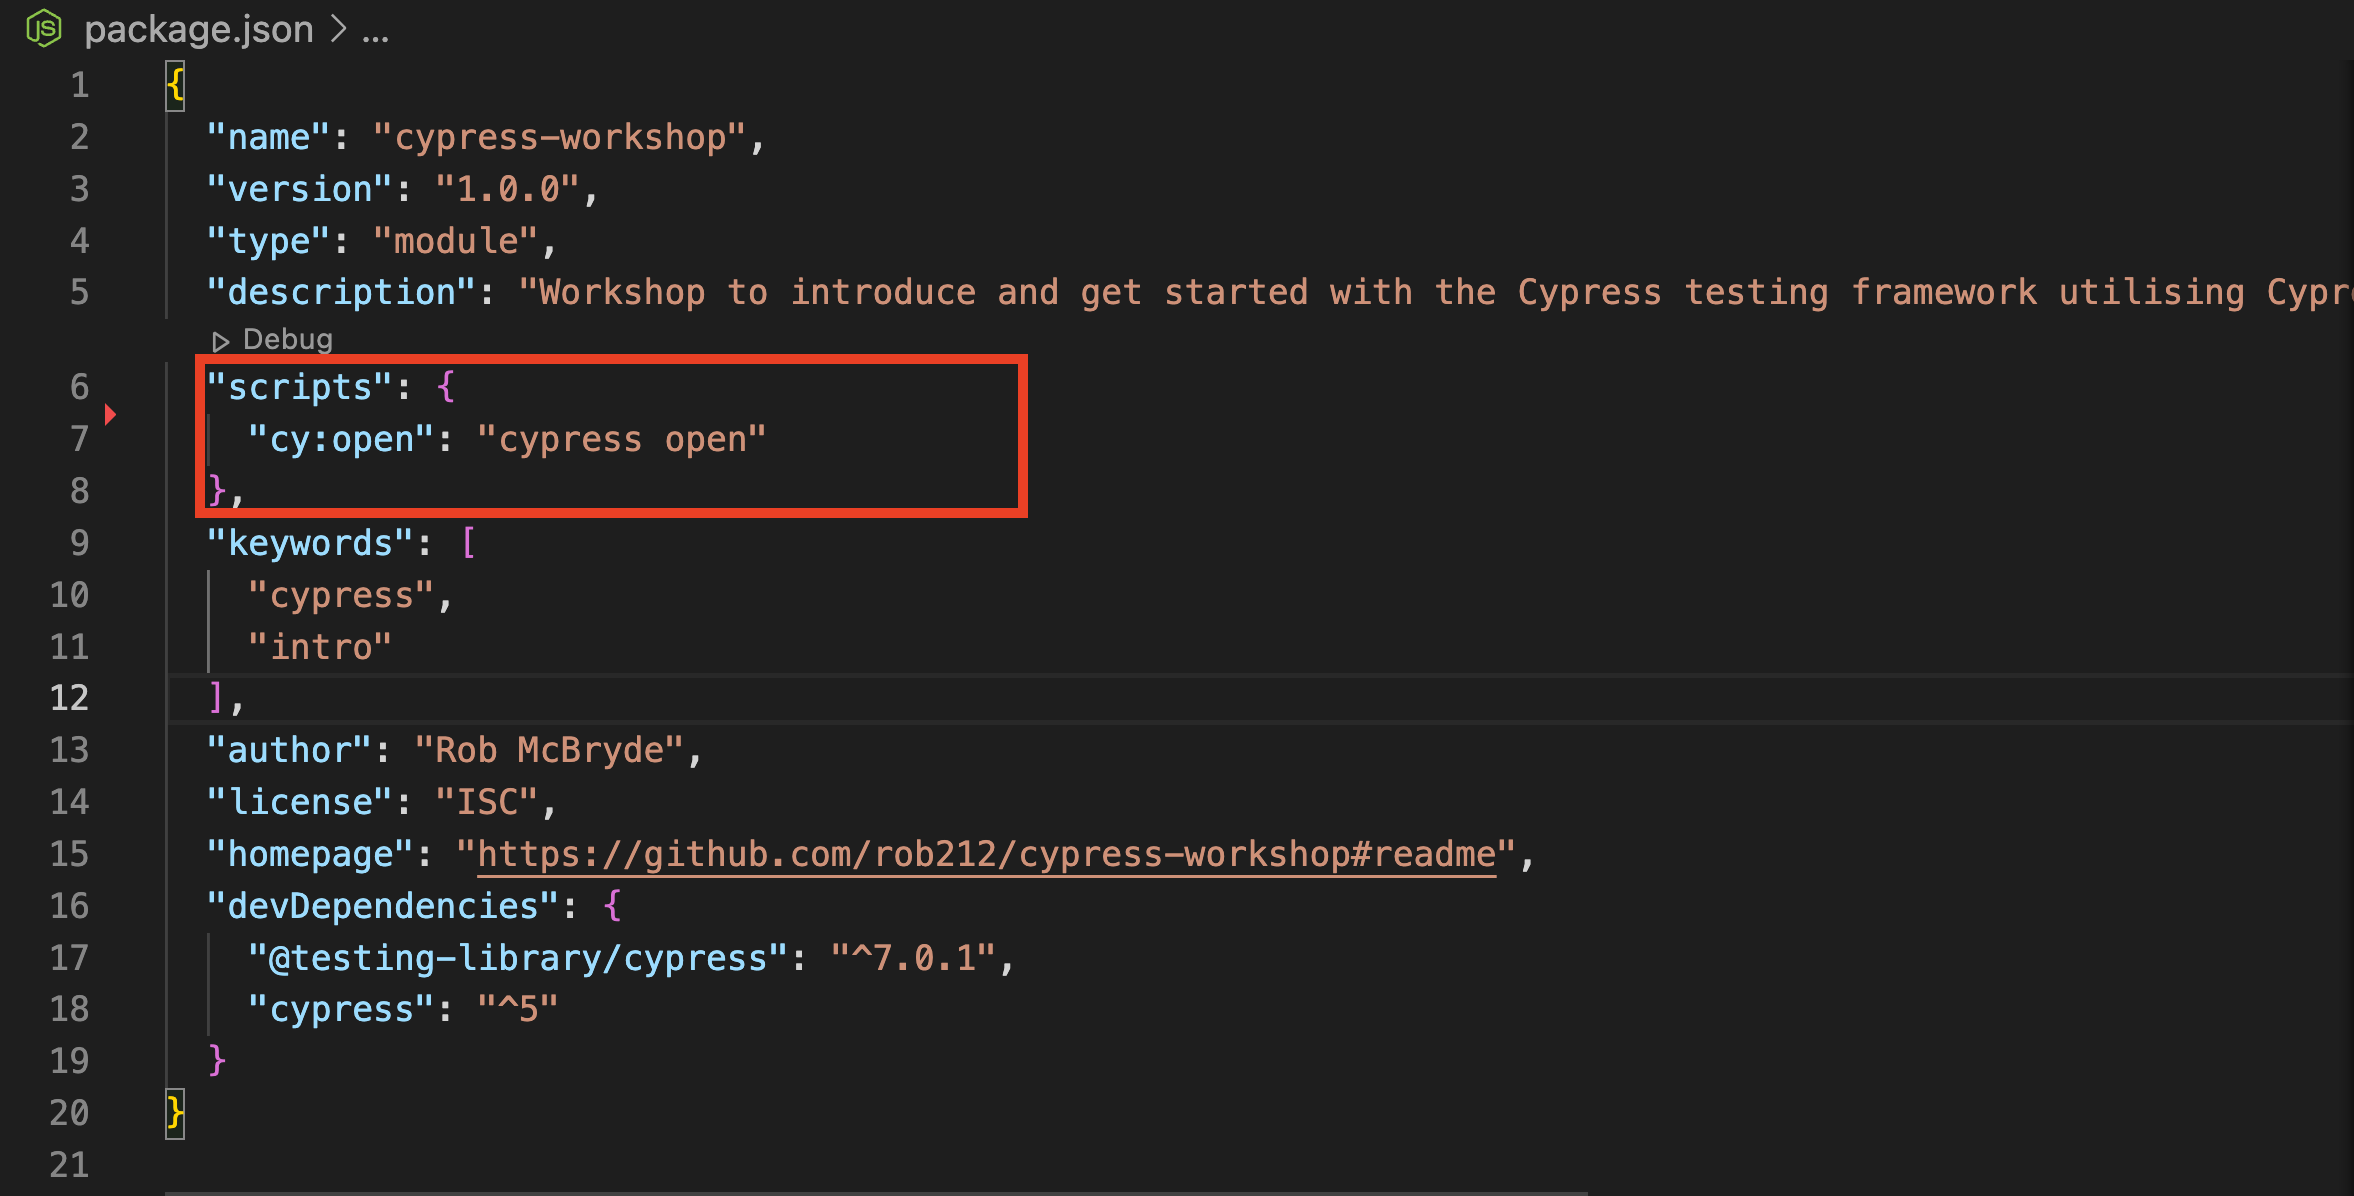 JS package.json > ...
1 {
2 "name": "cypress-workshop",
3 "version": "1.0.0",
4 "type": "module",
5 "description": "Workshop to introduce and get started with the Cypress testing framework utilising Cypr
Debug
6 "scripts": {
7 "cy:open": "cypress open"
8 },
9 "keywords": [
10 "cypress",
11 "intro"
12 ],
13 "author": "Rob McBryde",
14 "license": "ISC",
15 "homepage": "https://github.com/rob212/cypress-workshop#readme",
16 "devDependencies": {
17 "@testing-library/cypress": "^7.0.1",
18 "cypress": "^5"
19 }
20 }
21